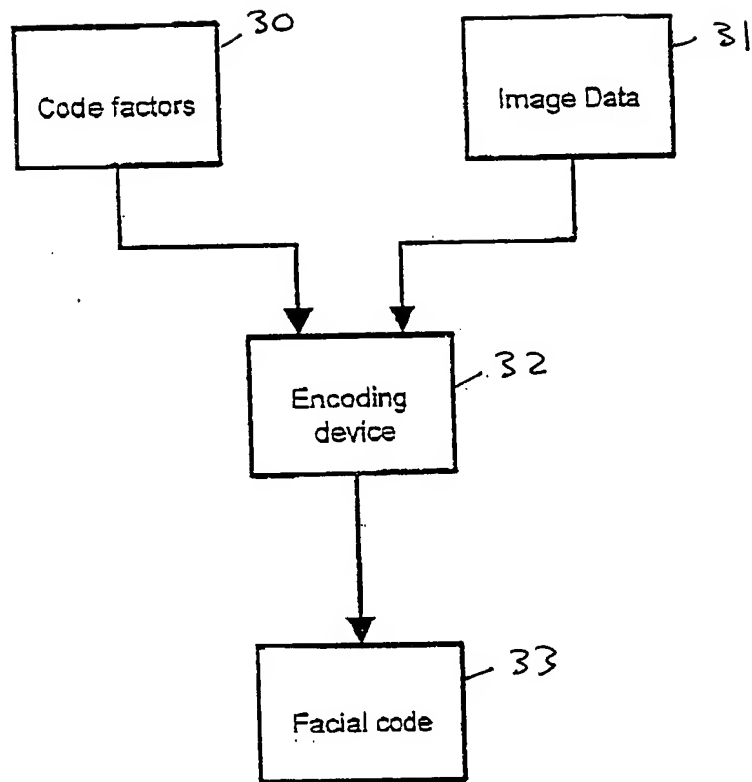 30
31
Code factors
Image Data
32
Encoding
device
33
Facial code